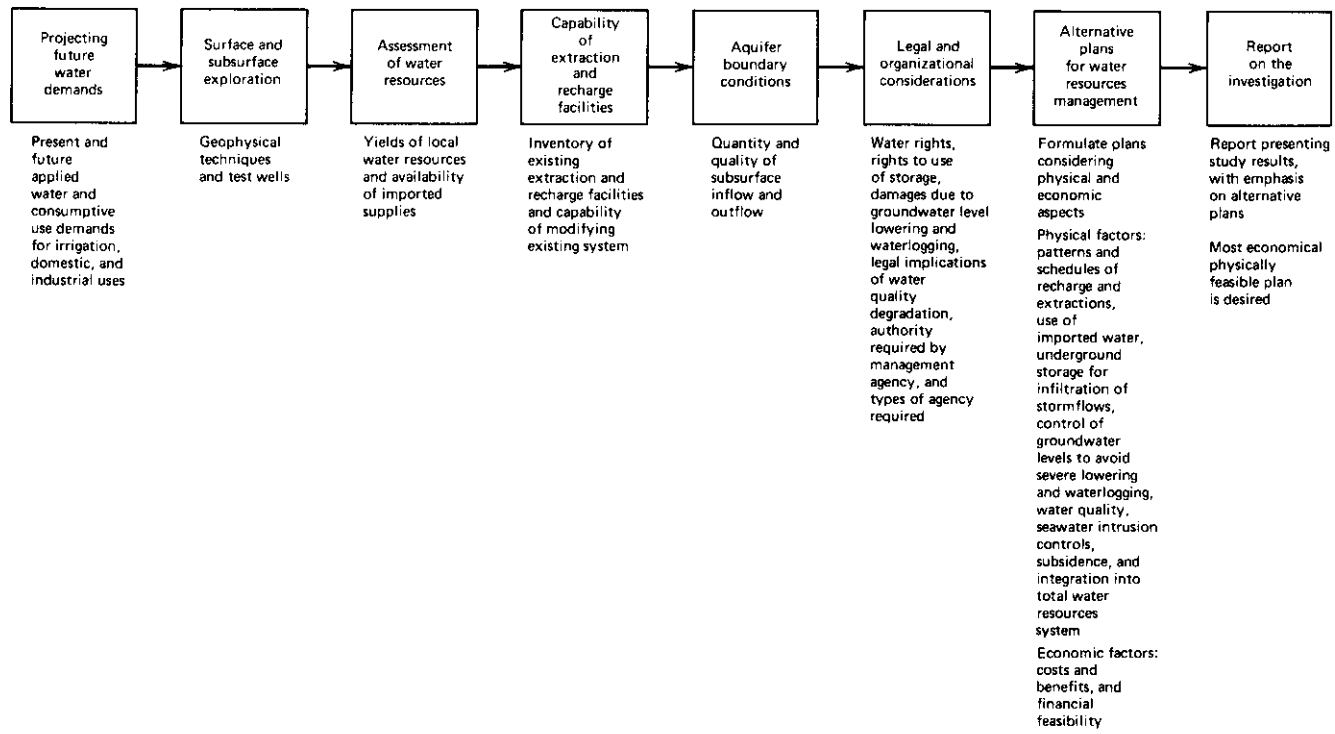 Projecting
future
water
demands
Present and
future
applied
water and
consumptive
use demands
for irrigation,
domestic, and
industrial uses
Surface and
subsurface
exploration
Geophysical
techniques
and test wells
Assessment
of water
resources
Yields of local
water resources
and availability
of imported
supplies
Capability
of
extraction
and
recharge
facilities
Inventory of
existing
extraction and
recharge facilities
and capability
of modifying
existing system
Aquifer
boundary
conditions
Quantity and
quality of
subsurface
inflow and
outflow
Legal and
organizational
considerations
Water rights,
rights to use
of storage,
damages due to
groundwater level
lowering and
waterlogging,
legal implications
of water
quality
degradation,
authority
required by
management
agency, and
types of agency
required
Alternative
plans
for water
resources
management
Formulate plans
considering
physical and
economic
aspects
Physical factors:
patterns and
schedules of
recharge and
extractions,
use of
imported water,
underground
storage for
infiltration of
stormflows,
control of
groundwater
levels to avoid
severe lowering
and waterlogging,
water quality,
seawater intrusion
controls,
subsidence, and
integration into
total water
resources
system
Economic factors:
costs and
benefits, and
financial
feasibility
Report
on the
investigation
Report presenting
study results,
with emphasis
on alternative
plans
Most economical
physically
feasible plan
is desired